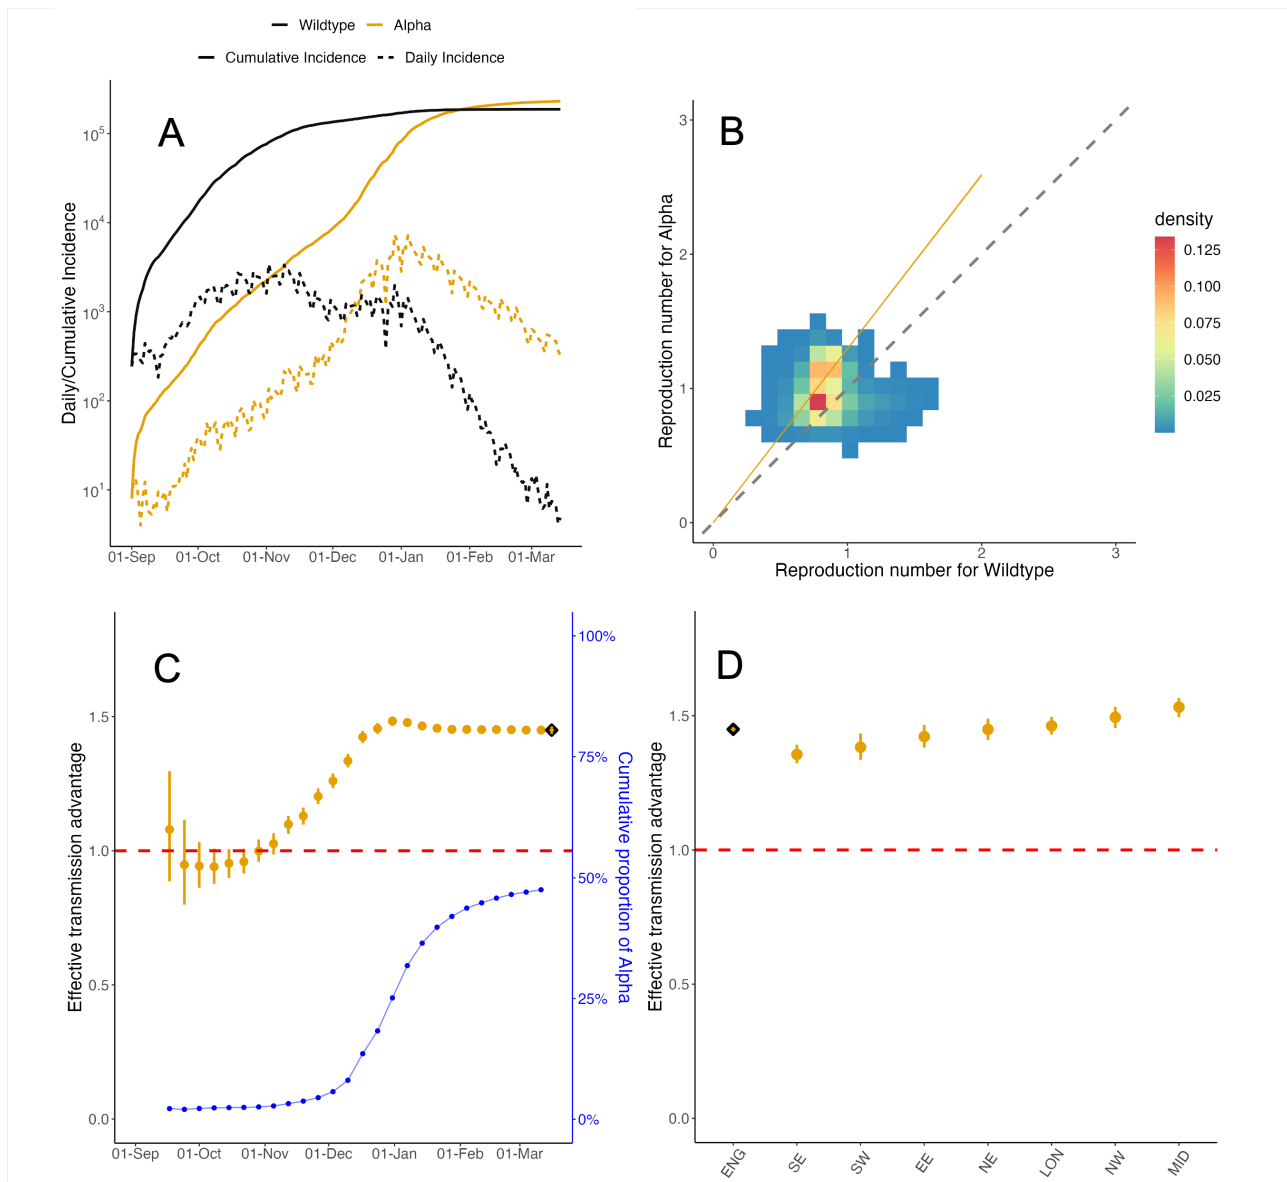 Wildtype Alpha
Cumulative Incidence Daily Incidence
A
Daily/Cumulative Incidence
10^5
10^4
10^3
10^2
10^1
01-Sep 01-Oct 01-Nov 01-Dec 01-Jan 01-Feb 01-Mar
B
Reproduction number for Alpha
3
2
1
0
0 1 2 3
Reproduction number for Wildtype
density
0.125
0.100
0.075
0.050
0.025
C
Effective transmission advantage
1.5
1.0
0.5
0.0
100%
75%
50%
25%
0%
Cumulative proportion of Alpha
01-Sep 01-Oct 01-Nov 01-Dec 01-Jan 01-Feb 01-Mar
D
Effective transmission advantage
1.5
1.0
0.5
0.0
ENG SE SW EE NE LON NW MID